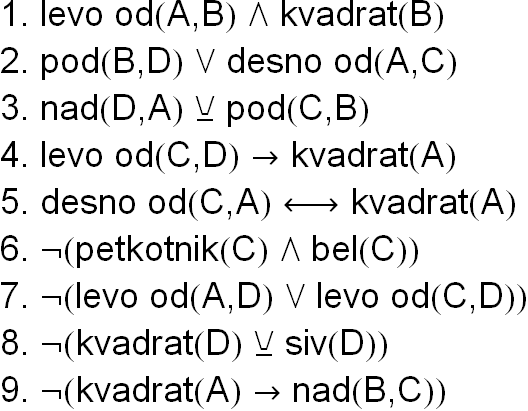 1. levo od(A,B) ∧ kvadrat(B)
2. pod(B,D) ∨ desno od(A,C)
3. nad(D,A) ⊻ pod(C,B)
4. levo od(C,D) → kvadrat(A)
5. desno od(C,A) ⟷ kvadrat(A)
6. ¬(petkotnik(C) ∧ bel(C))
7. ¬(levo od(A,D) ∨ levo od(C,D))
8. ¬(kvadrat(D) ⊻ siv(D))
9. ¬(kvadrat(A) → nad(B,C))